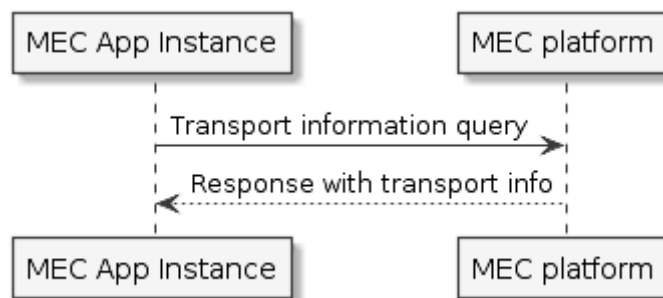 MEC App Instance
MEC platform
Transport information query
Response with transport info
MEC App Instance
MEC platform